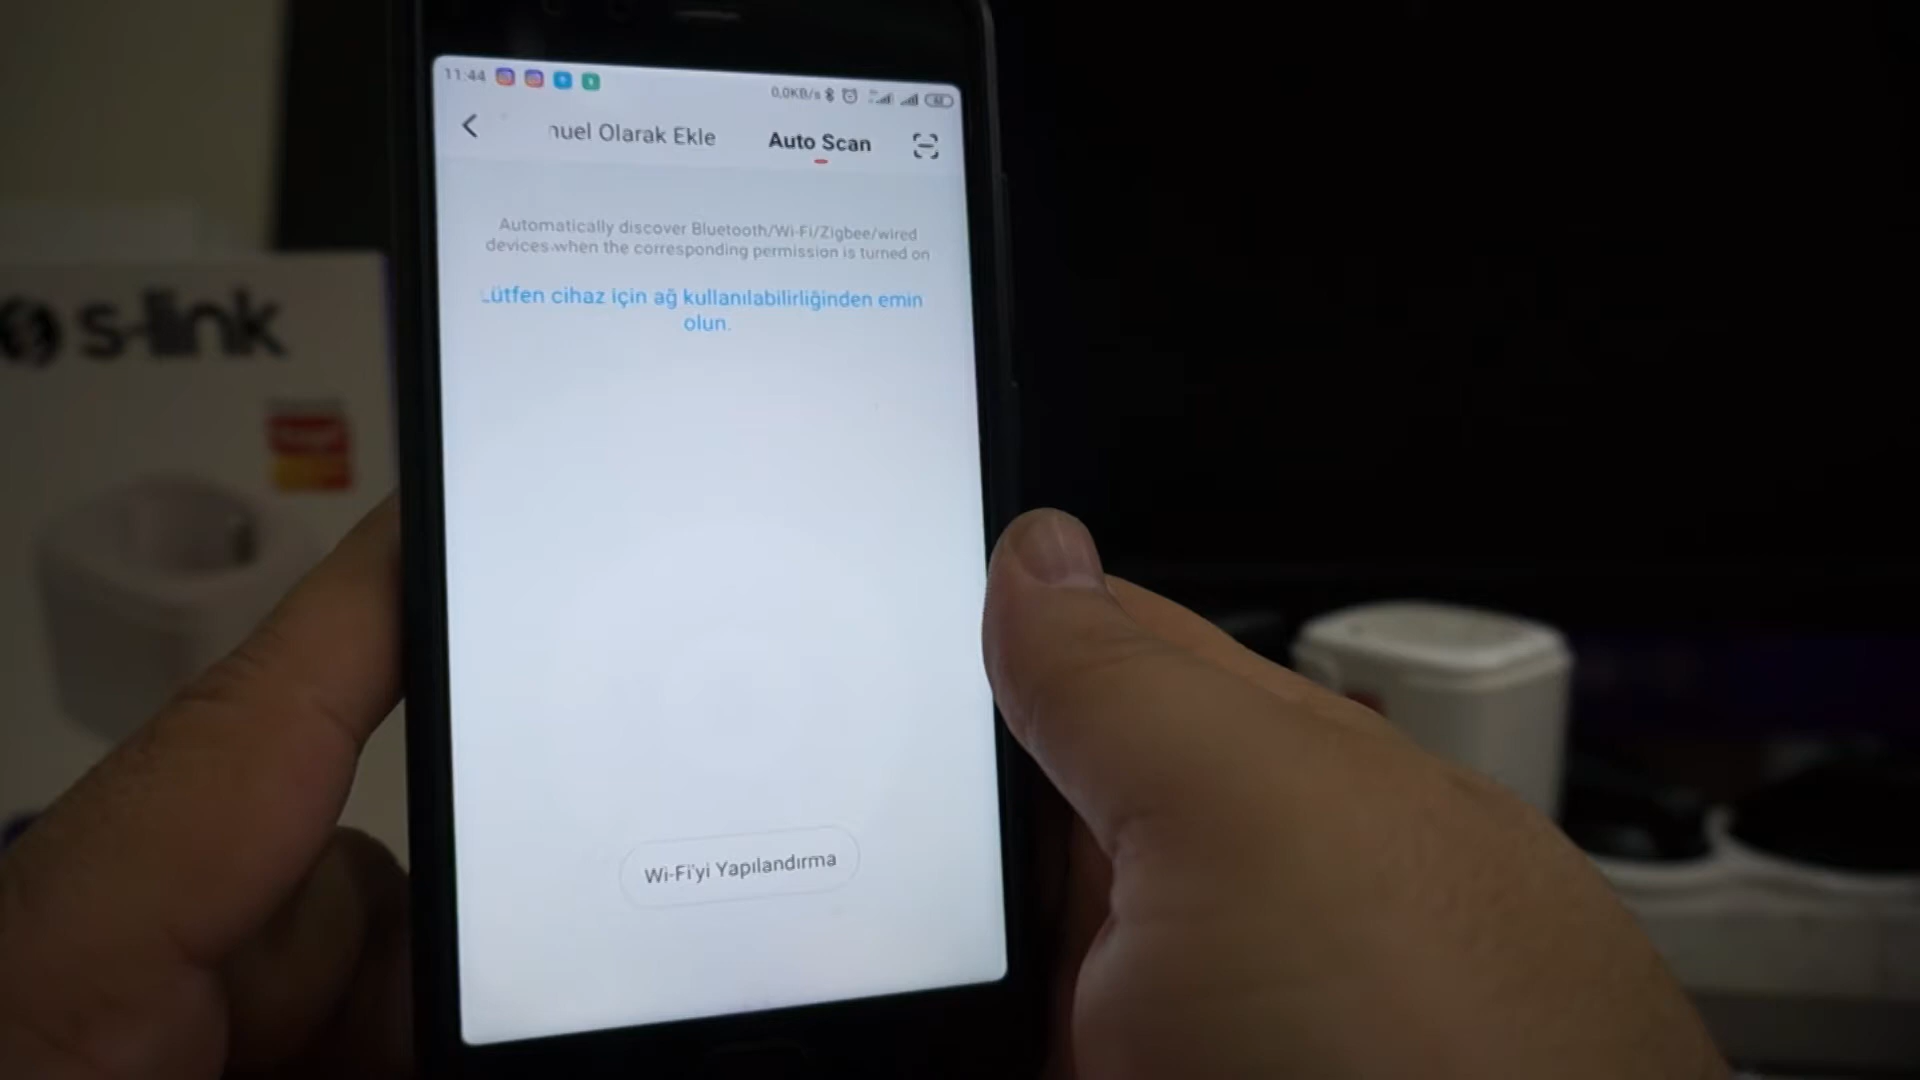 11:44
0,0KB/s
nuel Olarak Ekle
Auto Scan
Automatically discover Bluetooth/Wi-Fi/Zigbee/wired
devices when the corresponding permission is turned on
Lütfen cihaz için ağ kullanılabilirliğinden emin
olun.
Wi-Fi'yi Yapılandırma
s-link